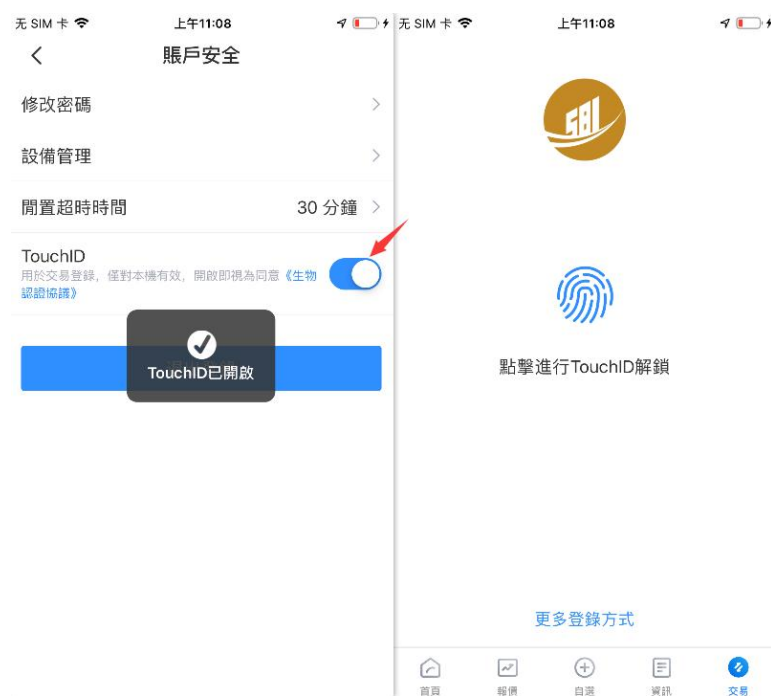 无 SIM 卡
上午11:08
賬戶安全
修改密碼
設備管理
閒置超時時間
30 分鐘
TouchID
用於交易登錄，僅對本機有效，開啟即視為同意《生物
認證協議》
TouchID已開啟
无 SIM 卡
上午11:08
SBI
點擊進行TouchID解鎖
更多登錄方式
首頁
報價
自選
資訊
交易